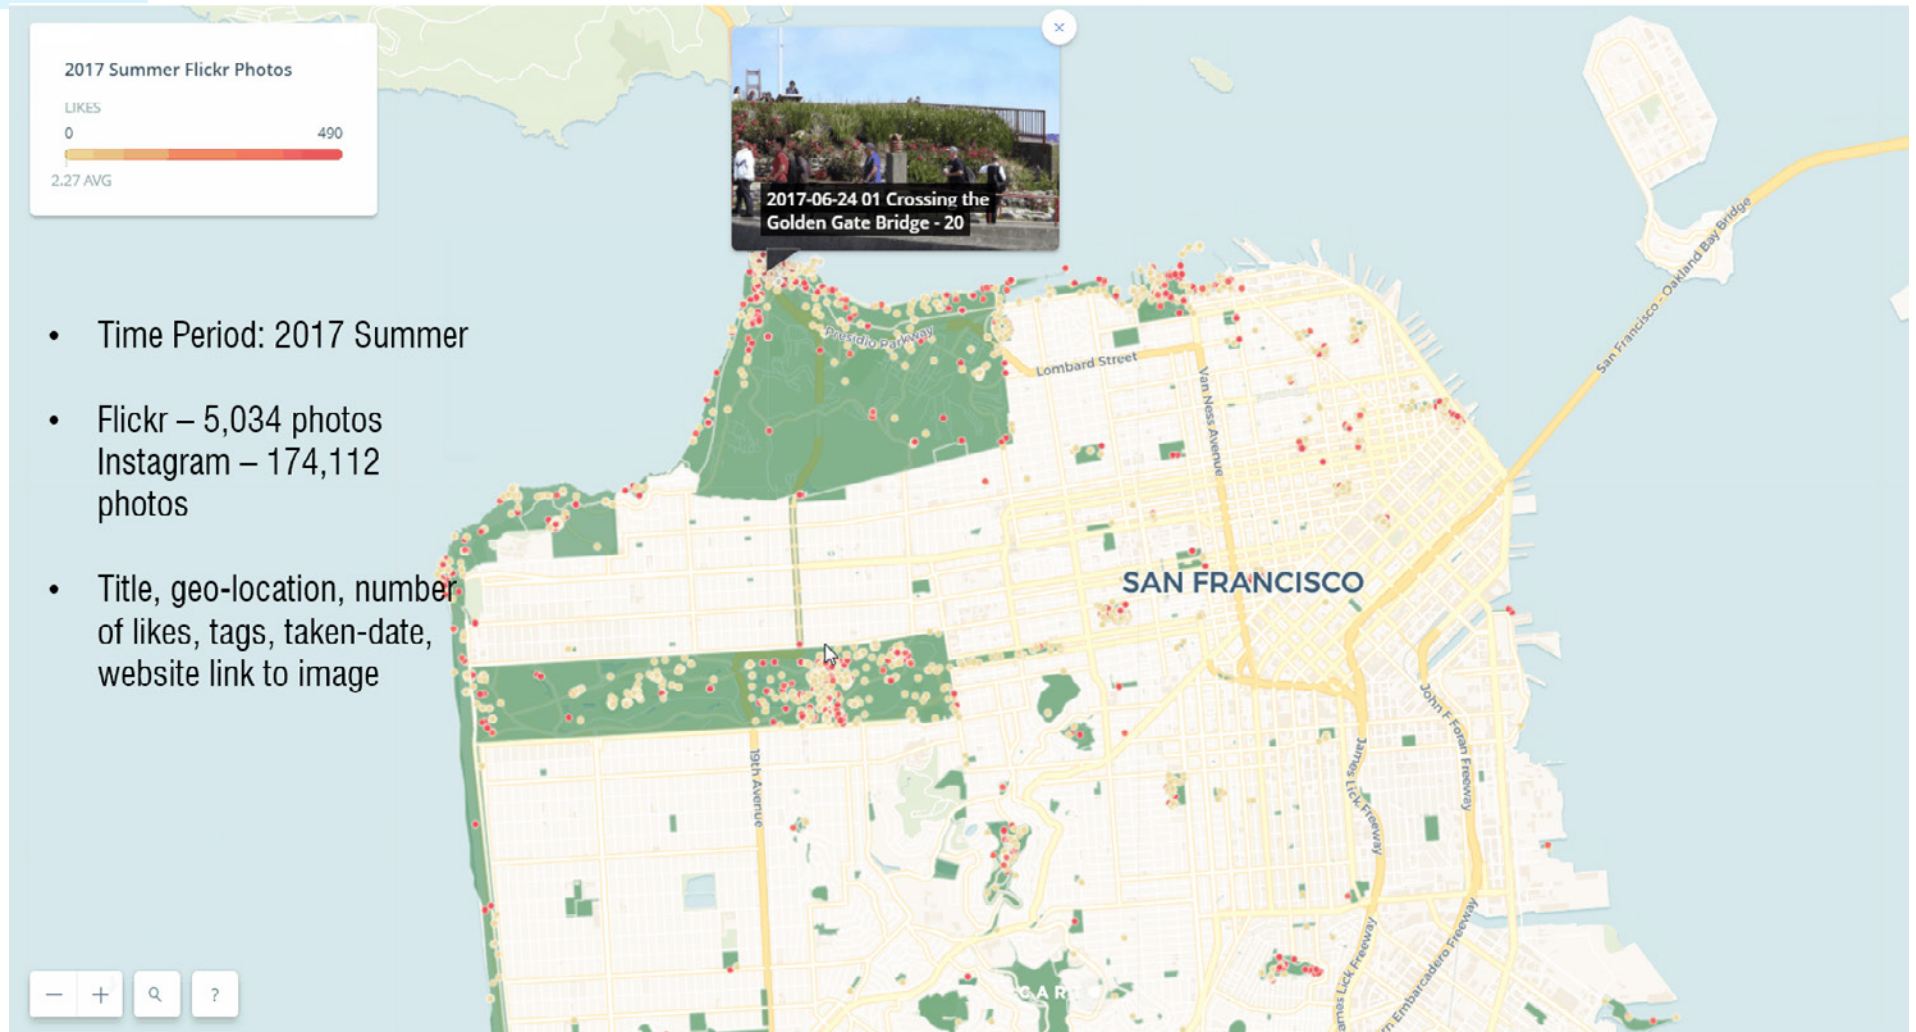 2017 Summer Flickr Photos
LIKES
0 490
2.27 AVG
2017-06-24 01 Crossing the
Golden Gate Bridge - 20
• Time Period: 2017 Summer
• Flickr – 5,034 photos
Instagram – 174,112
photos
• Title, geo-location, number
of likes, tags, taken-date,
website link to image
Presidio Parkway
Lombard Street
Van Ness Avenue
San Francisco - Oakland Bay Bridge
SAN FRANCISCO
19th Avenue
James Lick Freeway
John F Foran Freeway
James Lick Freeway
Embarcadero Freeway
?